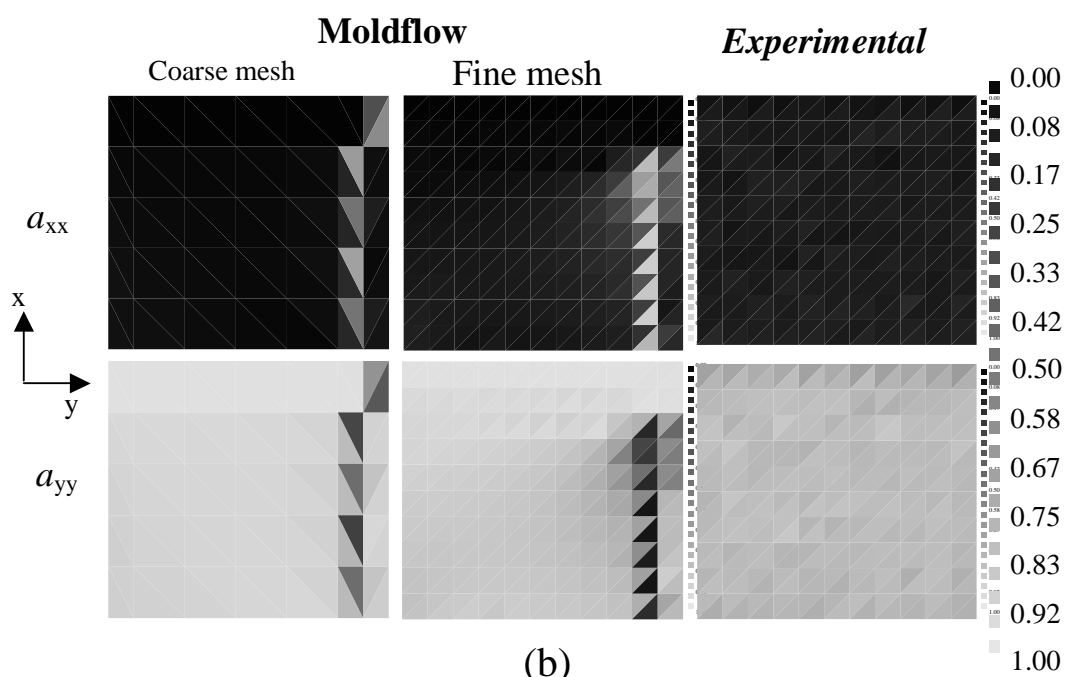 Moldflow
Experimental
Coarse mesh
Fine mesh
axx
ayy
x
y
0.00
0.08
0.17
0.25
0.33
0.42
0.50
0.58
0.67
0.75
0.83
0.92
1.00
(b)